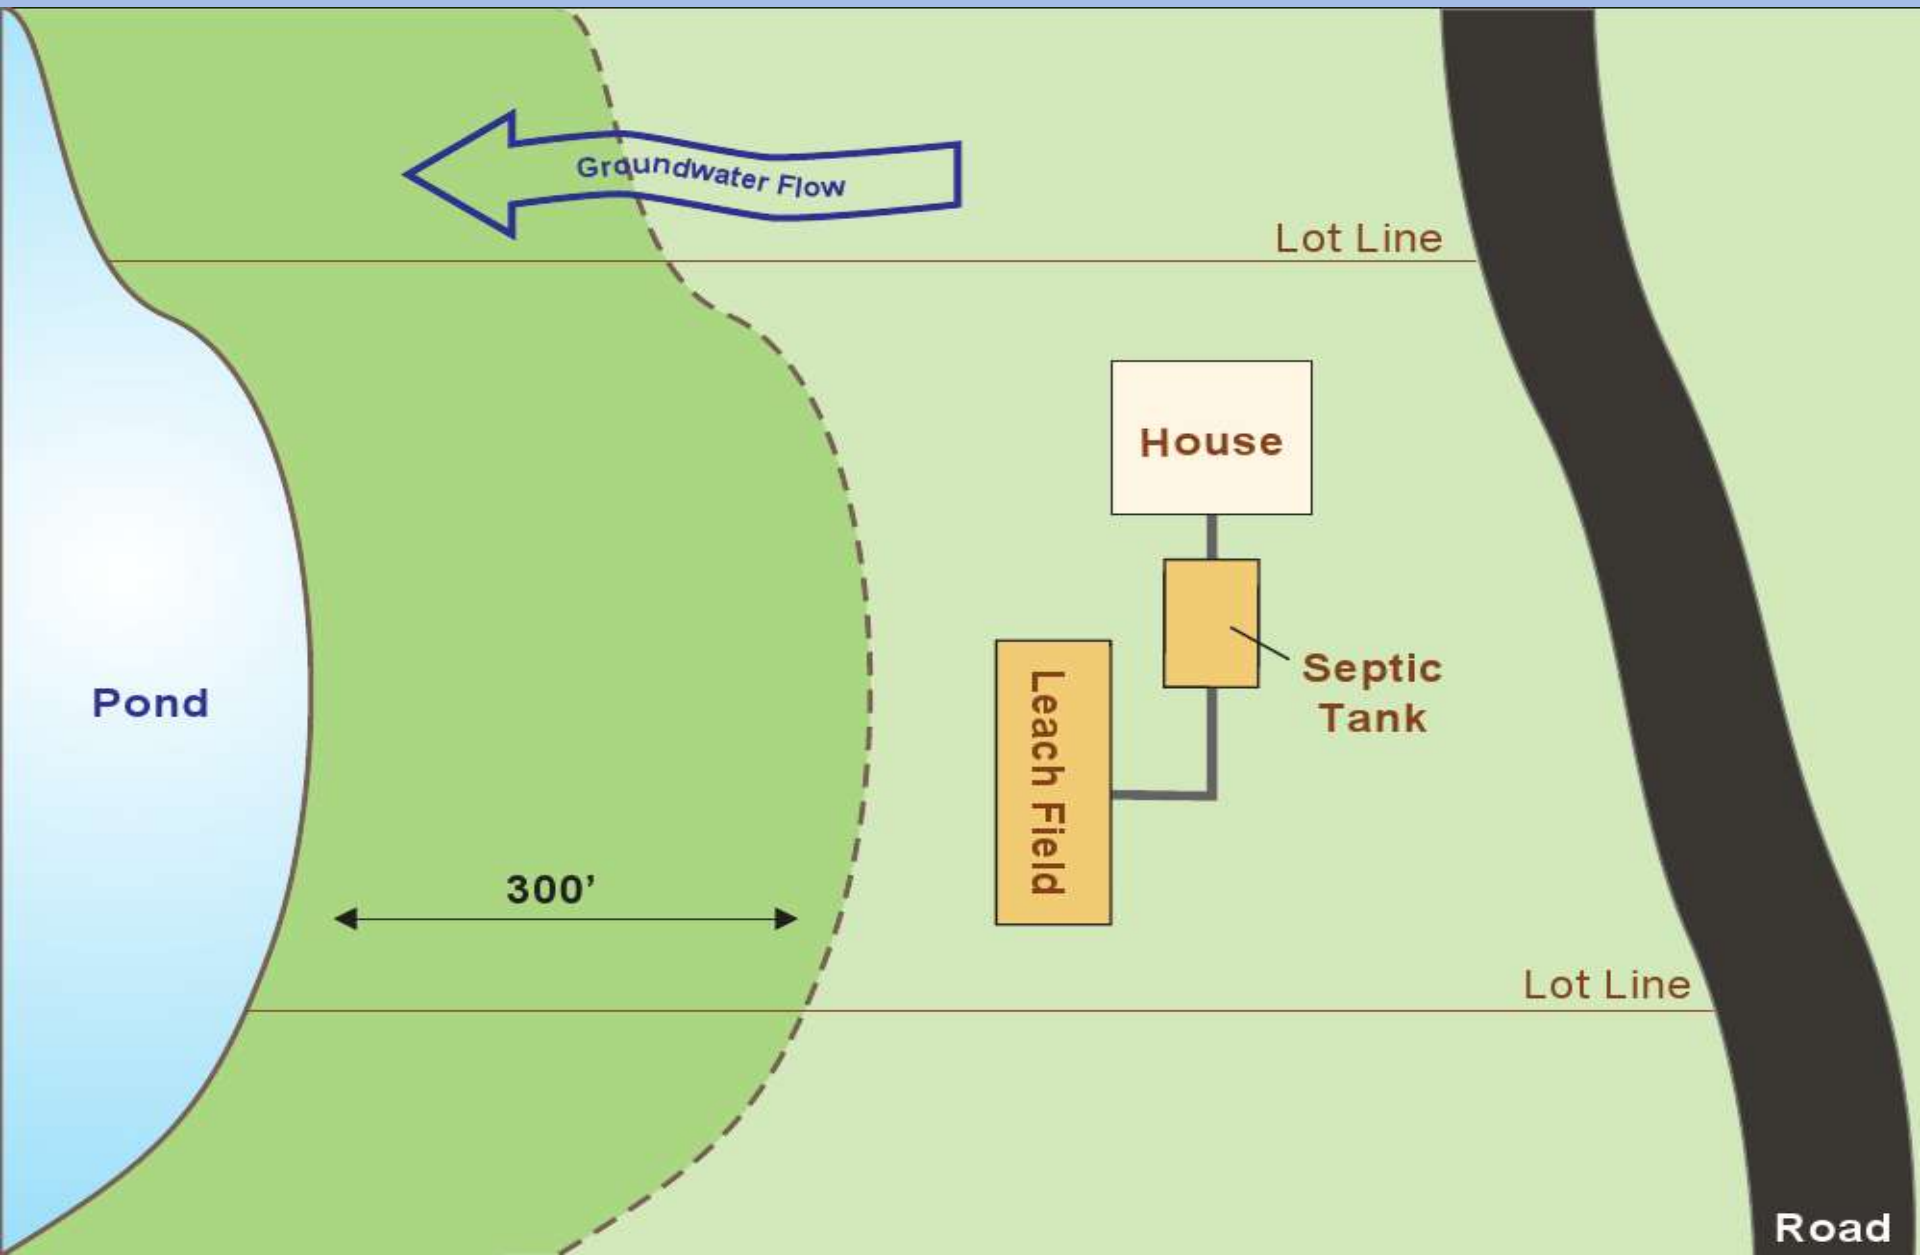 Groundwater Flow
Lot Line
House
Septic
Tank
Pond
Leach Field
300’
Lot Line
Road